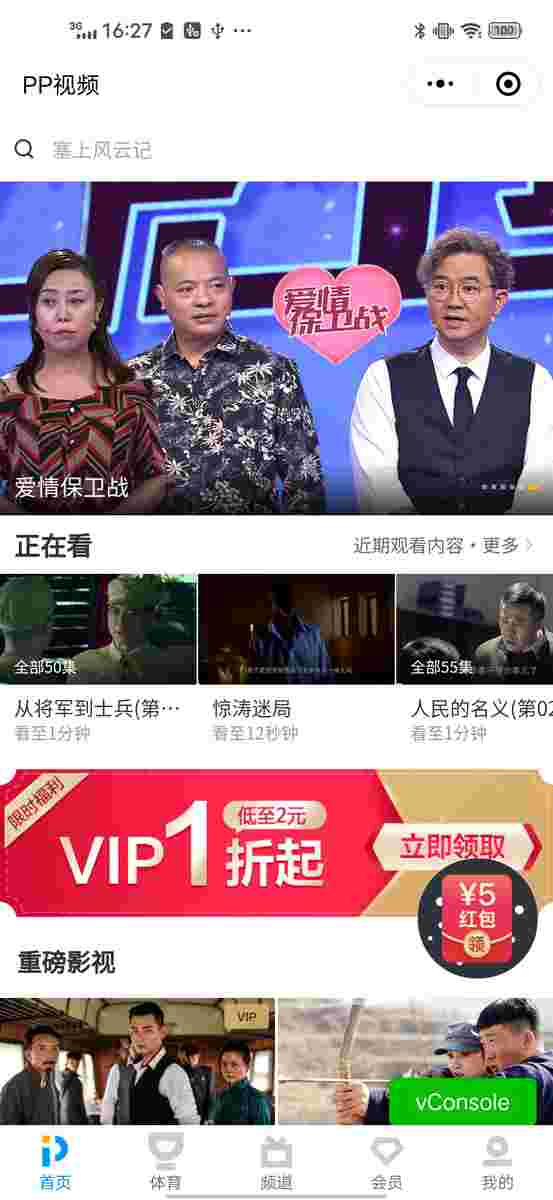 3G 16:27 100
PP视频
塞上风云记
爱情
保卫战
爱情保卫战
正在看
近期观看内容·更多
全部50集
全部55集
从将军到士兵(第…
惊涛迷局
人民的名义(第02
看至1分钟
看至12秒钟
看至1分钟
限时福利
VIP1折起
低至2元
立即领取
¥5
红包
领
重磅影视
VIP
vConsole
首页
体育
频道
会员
我的